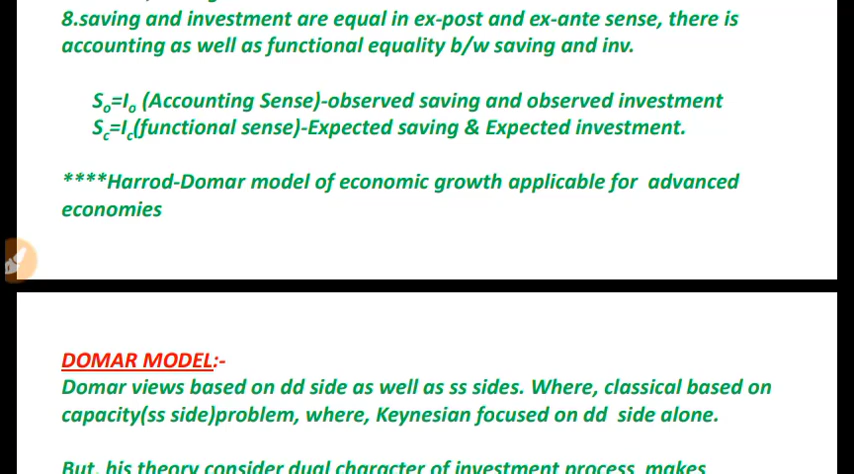 8.saving and investment are equal in ex-post and ex-ante sense, there is
accounting as well as functional equality b/w saving and inv.
Sₒ=Iₒ (Accounting Sense)-observed saving and observed investment
S꜀=I꜀(functional sense)-Expected saving & Expected investment.
****Harrod-Domar model of economic growth applicable for advanced
economies
DOMAR MODEL:-
Domar views based on dd side as well as ss sides. Where, classical based on
capacity(ss side)problem, where, Keynesian focused on dd side alone.
But, his theory consider dual character of investment process, makes